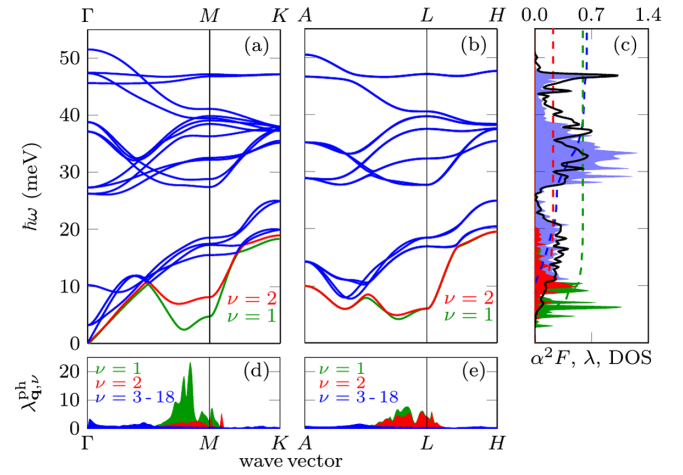 Γ M K A L H 0.0 0.7 1.4
50 (a) (b) (c)
40
30
20
10
0
ħω (meV)
ν = 2 ν = 2
ν = 1 ν = 1
α²F, λ, DOS
20 ν = 1 (d) ν = 1 (e)
10 ν = 2 ν = 2
0 ν = 3 - 18 ν = 3 - 18
λ^ph_q,ν
Γ M K A L H
wave vector